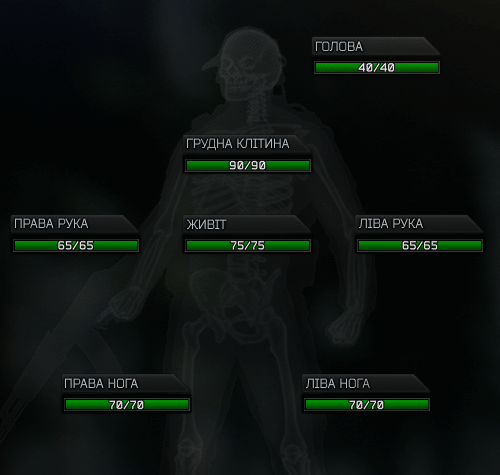 ГОЛОВА
40/40
ГРУДНА КЛІТИНА
90/90
ПРАВА РУКА
65/65
ЖИВІТ
75/75
ЛІВА РУКА
65/65
ПРАВА НОГА
70/70
ЛІВА НОГА
70/70